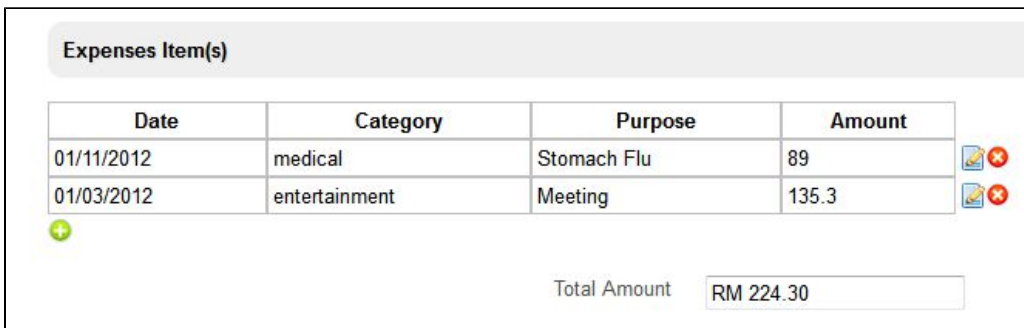 Expenses Item(s)
Date Category Purpose Amount
01/11/2012 medical Stomach Flu 89
01/03/2012 entertainment Meeting 135.3
Total Amount RM 224.30